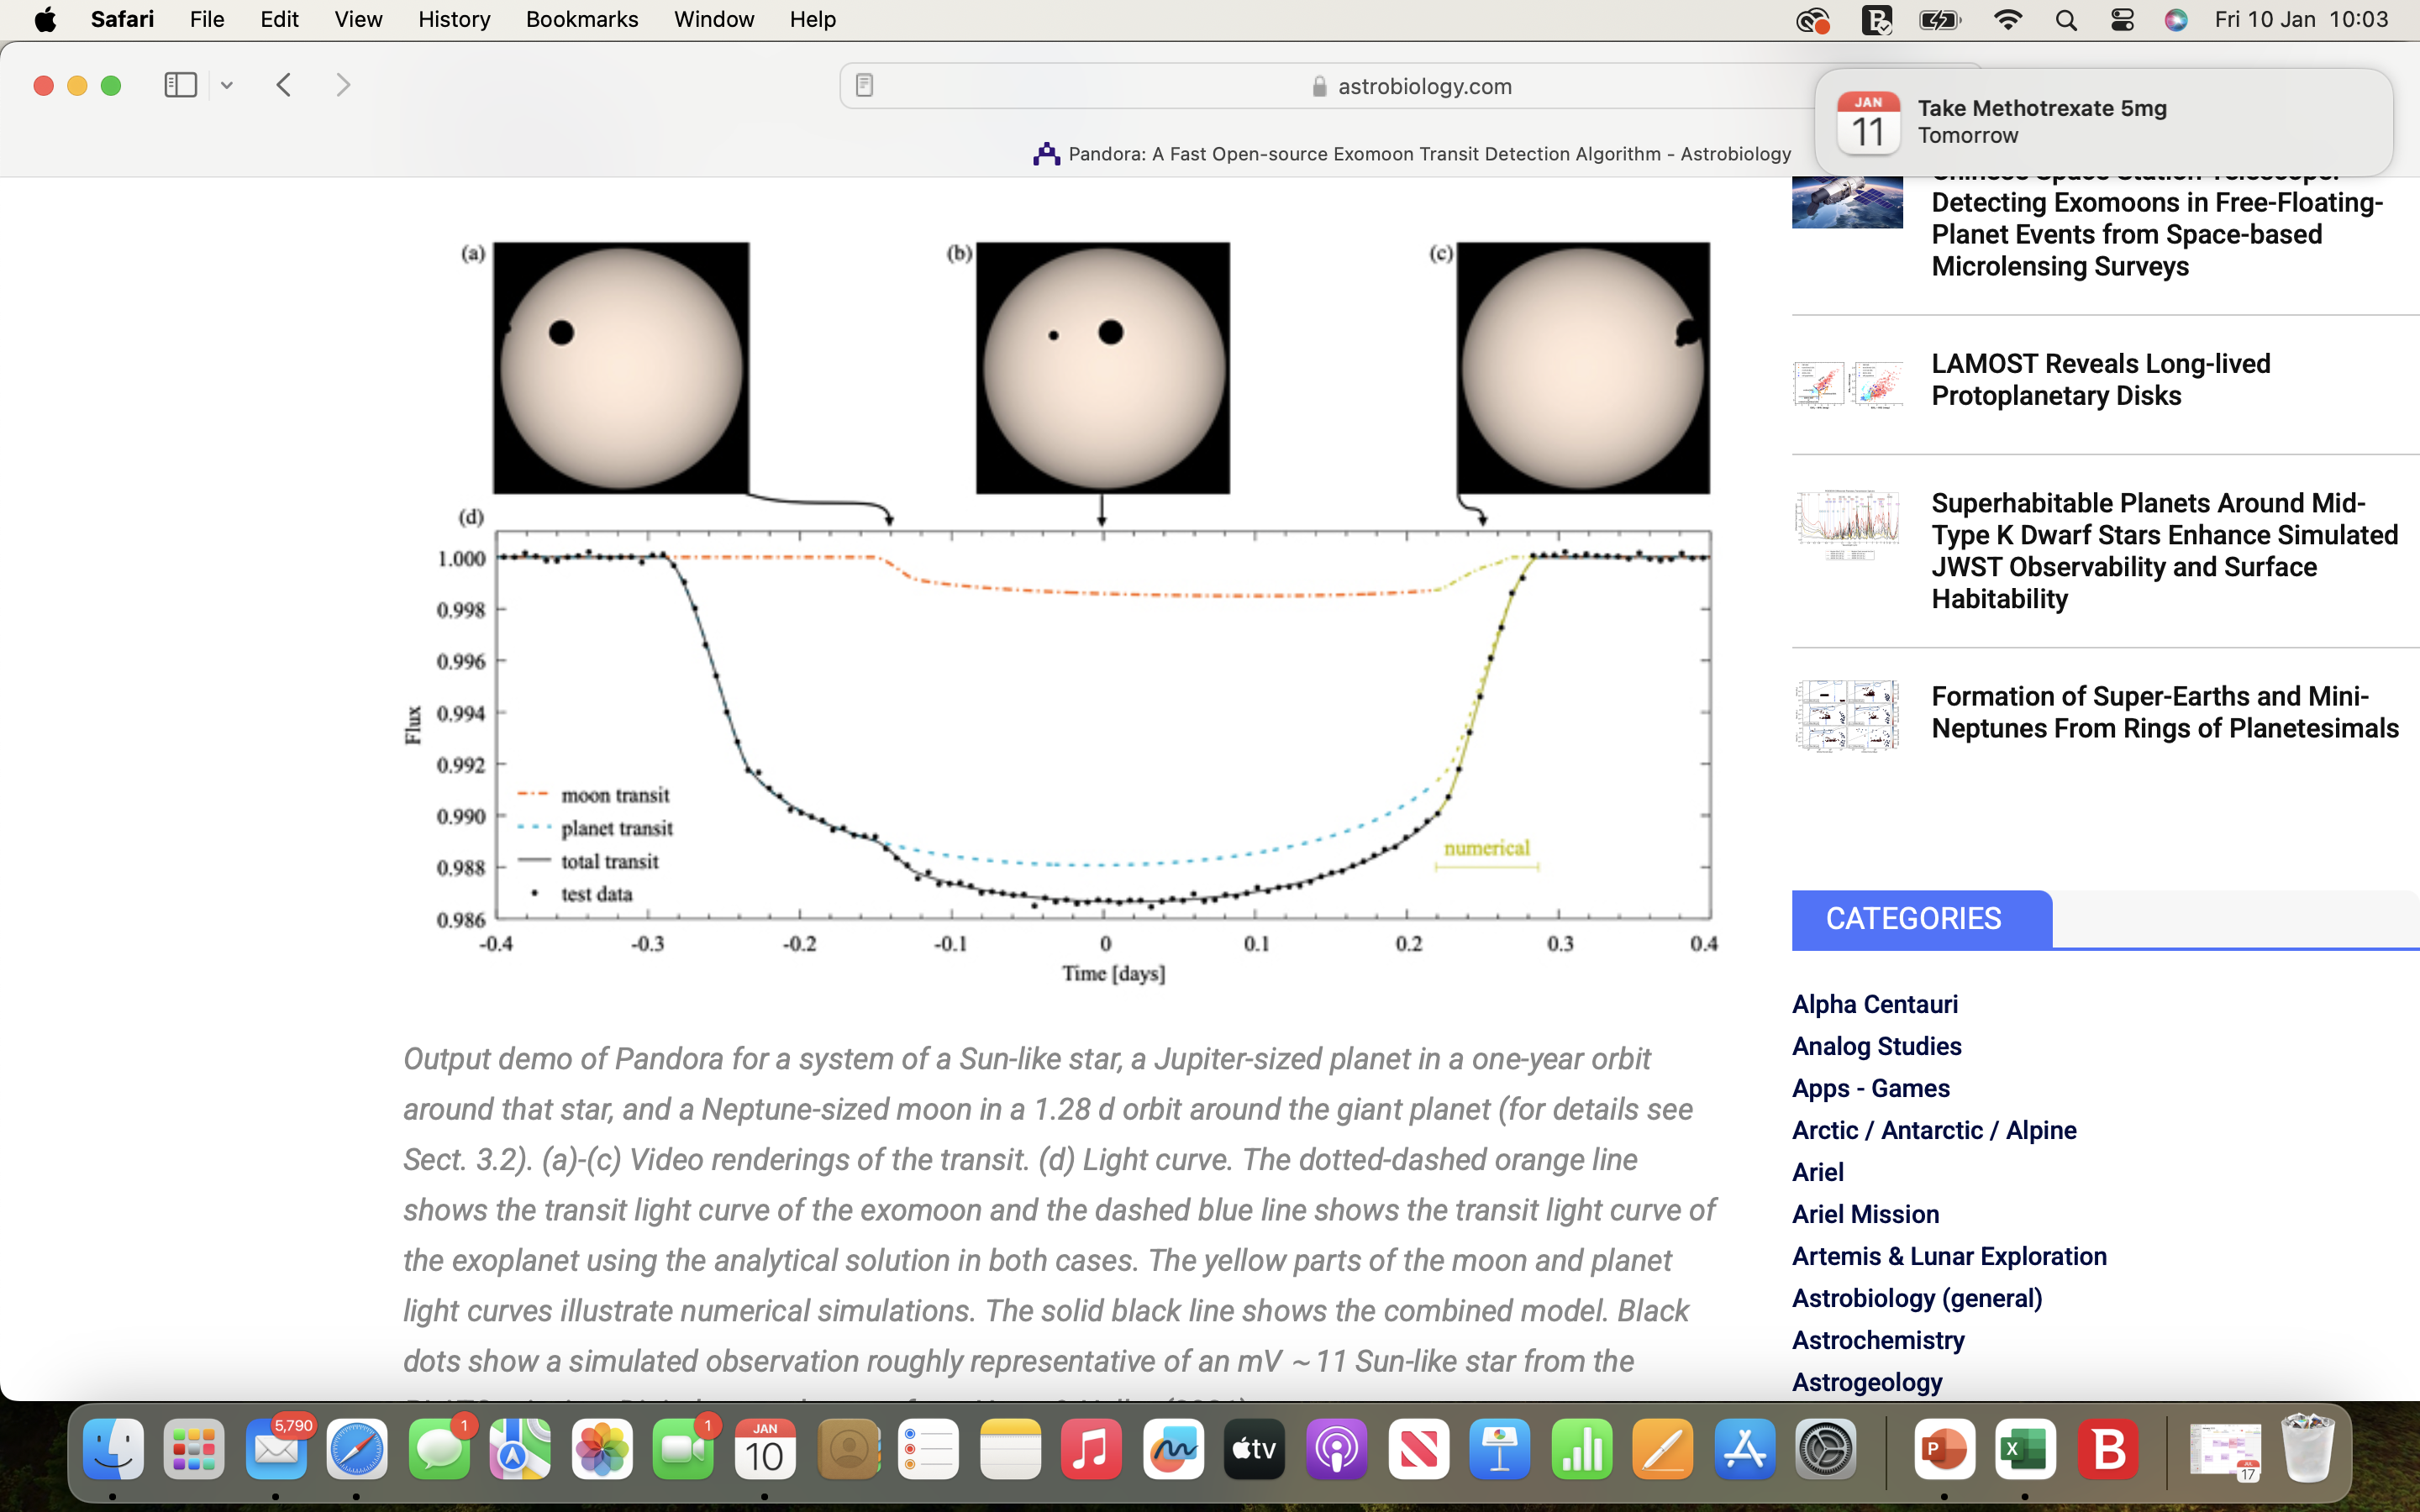 Safari File Edit View History Bookmarks Window Help
Fri 10 Jan 10:03
astrobiology.com
Pandora: A Fast Open-source Exomoon Transit Detection Algorithm - Astrobiology
JAN
11
Take Methotrexate 5mg
Tomorrow
(a)
(b)
(c)
(d)
1.000
0.998
0.996
0.994
0.992
0.990
0.988
0.986
Flux
moon transit
planet transit
total transit
test data
numerical
-0.4 -0.3 -0.2 -0.1 0 0.1 0.2 0.3 0.4
Time [days]
Output demo of Pandora for a system of a Sun-like star, a Jupiter-sized planet in a one-year orbit
around that star, and a Neptune-sized moon in a 1.28 d orbit around the giant planet (for details see
Sect. 3.2). (a)-(c) Video renderings of the transit. (d) Light curve. The dotted-dashed orange line
shows the transit light curve of the exomoon and the dashed blue line shows the transit light curve of
the exoplanet using the analytical solution in both cases. The yellow parts of the moon and planet
light curves illustrate numerical simulations. The solid black line shows the combined model. Black
dots show a simulated observation roughly representative of an mV ~ 11 Sun-like star from the
Chinese Space Station Telescope:
Detecting Exomoons in Free-Floating-
Planet Events from Space-based
Microlensing Surveys
LAMOST Reveals Long-lived
Protoplanetary Disks
Superhabitable Planets Around Mid-
Type K Dwarf Stars Enhance Simulated
JWST Observability and Surface
Habitability
Formation of Super-Earths and Mini-
Neptunes From Rings of Planetesimals
CATEGORIES
Alpha Centauri
Analog Studies
Apps - Games
Arctic / Antarctic / Alpine
Ariel
Ariel Mission
Artemis & Lunar Exploration
Astrobiology (general)
Astrochemistry
Astrogeology
5,790
1
1
JAN
10
tv
P
X
B
17